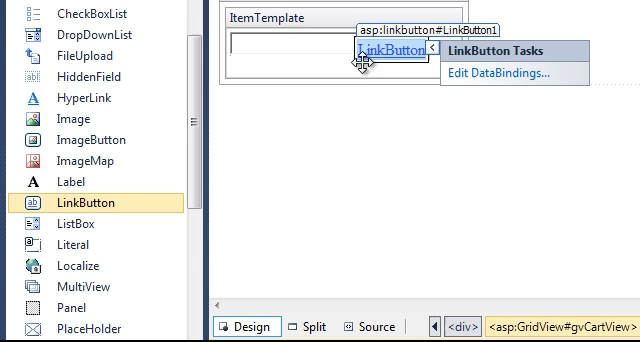 CheckBoxList
DropDownList
FileUpload
HiddenField
HyperLink
Image
ImageButton
ImageMap
Label
LinkButton
ListBox
Literal
Localize
MultiView
Panel
PlaceHolder
ItemTemplate
asp:linkbutton#LinkButton1
LinkButton
LinkButton Tasks
Edit DataBindings...
Design
Split
Source
<div>
<asp:GridView#gvCartView>